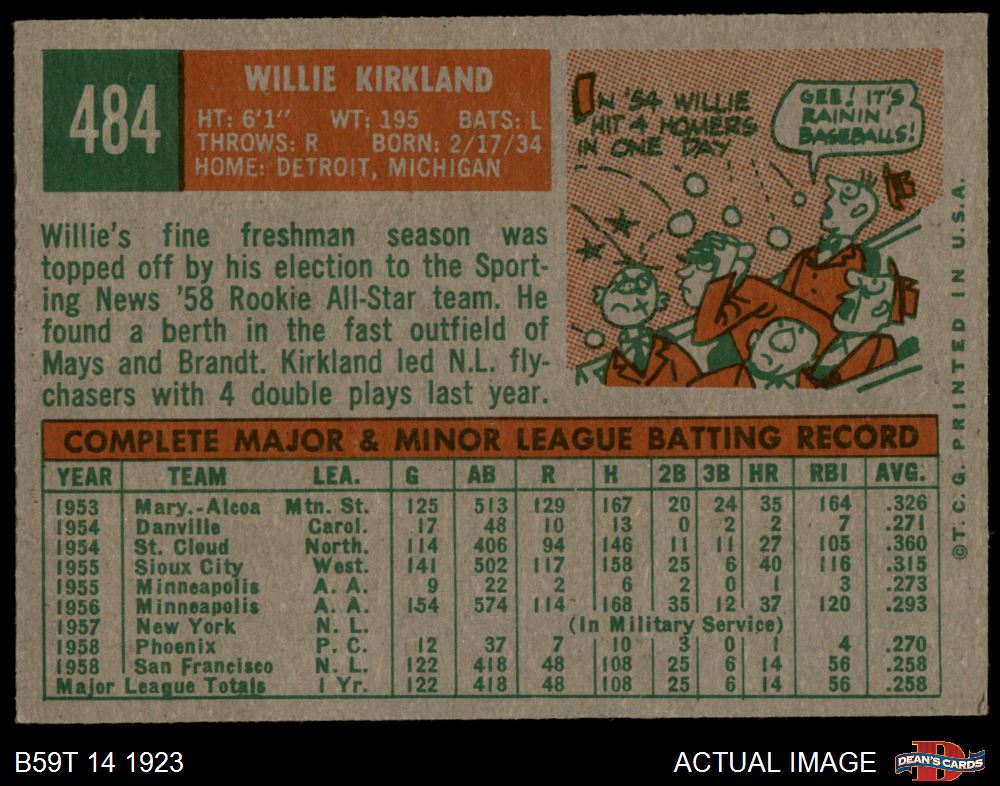 484
WILLIE KIRKLAND
HT: 6'1" WT: 195 BATS: L
THROWS: R BORN: 2/17/34
HOME: DETROIT, MICHIGAN
Willie's fine freshman season was
topped off by his election to the Sport-
ing News '58 Rookie All-Star team. He
found a berth in the fast outfield of
Mays and Brandt. Kirkland led N.L. fly-
chasers with 4 double plays last year.
IN '54 WILLIE
HIT 4 HOMERS
IN ONE DAY
GEE! IT'S
RAININ'
BASEBALLS!
COMPLETE MAJOR & MINOR LEAGUE BATTING RECORD
YEAR TEAM LEA. G AB R H 2B 3B HR RBI AVG.
1953 Mary.-Alcoa Mtn. St. 125 513 129 167 20 24 35 164 .326
1954 Danville Carol. 17 48 10 13 0 2 2 7 .271
1954 St. Cloud North. 114 406 94 146 11 11 27 105 .360
1955 Sioux City West. 141 502 117 158 25 6 40 116 .315
1955 Minneapolis A. A. 9 22 2 6 2 0 1 3 .273
1956 Minneapolis A. A. 154 574 114 168 35 12 37 120 .293
1957 New York N. L. (In Military Service)
1958 Phoenix P. C. 12 37 7 10 3 0 1 4 .270
1958 San Francisco N. L. 122 418 48 108 25 6 14 56 .258
Major League Totals 1 Yr. 122 418 48 108 25 6 14 56 .258
©T. C. G. PRINTED IN U.S.A.
B59T 14 1923
ACTUAL IMAGE
D
DEAN'S CARDS